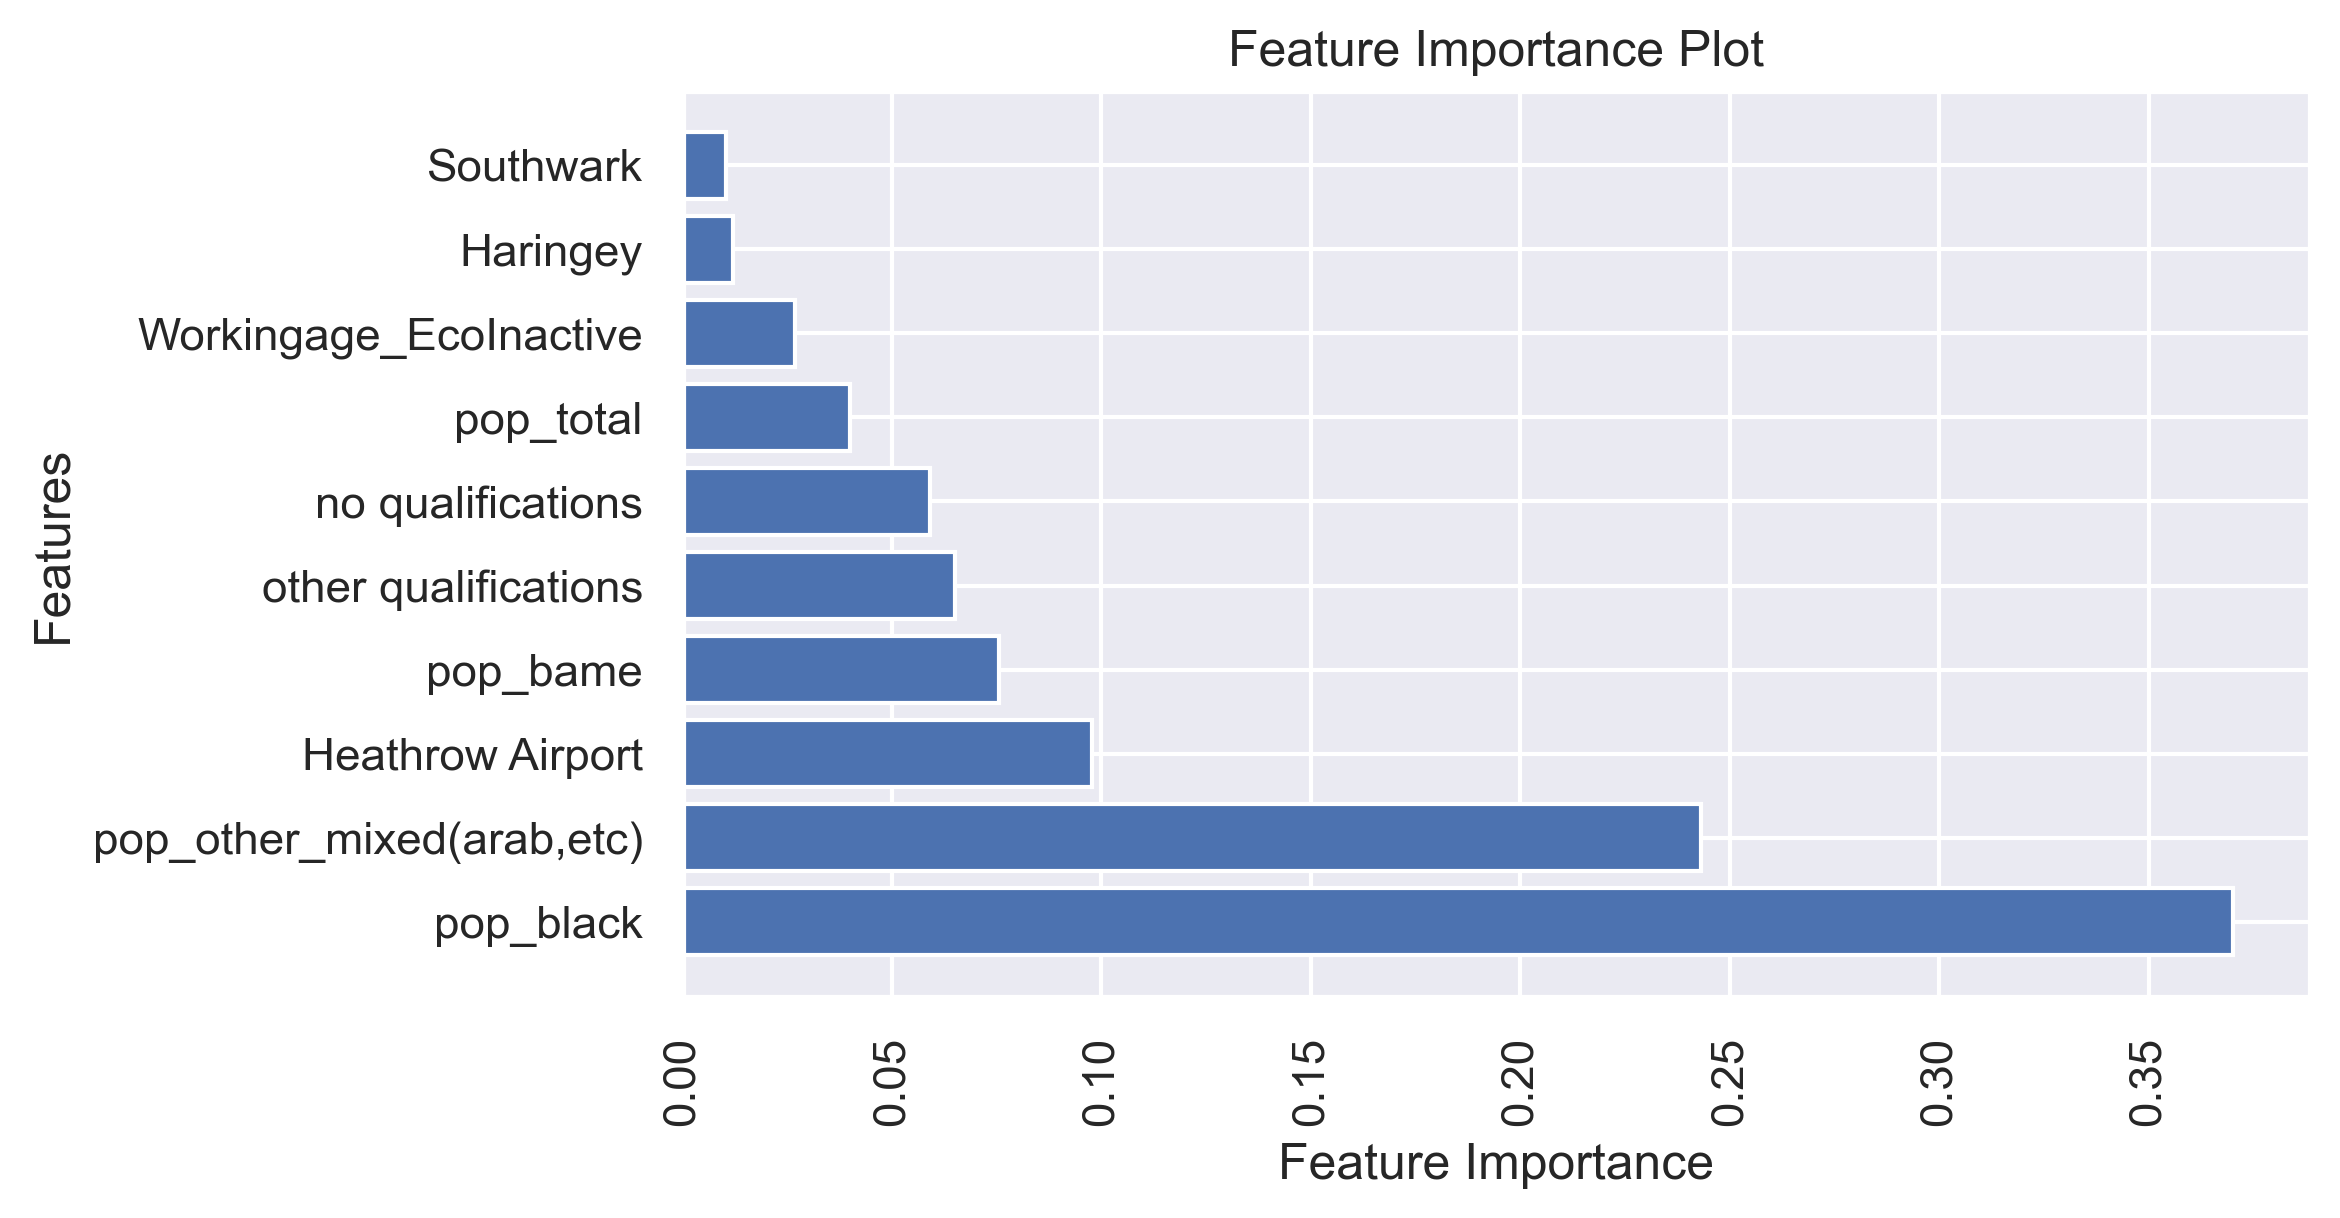 Feature Importance Plot
Southwark
Haringey
Workingage_EcoInactive
pop_total
no qualifications
other qualifications
pop_bame
Heathrow Airport
pop_other_mixed(arab,etc)
pop_black
Features
0.00
0.05
0.10
0.15
0.20
0.25
0.30
0.35
Feature Importance